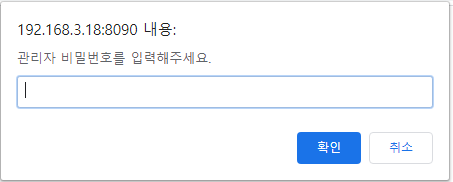 192.168.3.18:8090 내용:
관리자 비밀번호를 입력해주세요.
확인 취소